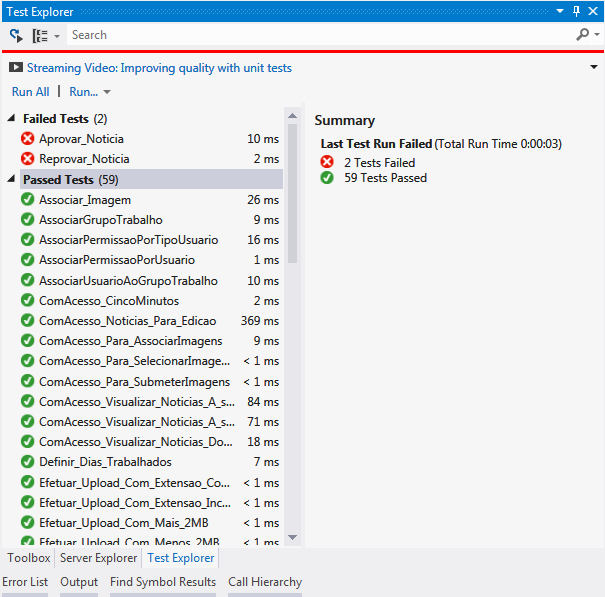 Test Explorer
Search
Streaming Video: Improving quality with unit tests
Run All | Run...
Failed Tests (2)
Aprovar_Noticia 10 ms
Reprovar_Noticia 2 ms
Passed Tests (59)
Associar_Imagem 26 ms
AssociarGrupoTrabalho 9 ms
AssociarPermissaoPorTipoUsuario 16 ms
AssociarPermissaoPorUsuario 1 ms
AssociarUsuarioAoGrupoTrabalho 10 ms
ComAcesso_CincoMinutos 2 ms
ComAcesso_Noticias_Para_Edicao 369 ms
ComAcesso_Para_AssociarImagens 9 ms
ComAcesso_Para_SelecionarImage... < 1 ms
ComAcesso_Para_SubmeterImagens < 1 ms
ComAcesso_Visualizar_Noticias_A_s... 84 ms
ComAcesso_Visualizar_Noticias_A_s... 71 ms
ComAcesso_Visualizar_Noticias_Do... 18 ms
Definir_Dias_Trabalhados 7 ms
Efetuar_Upload_Com_Extensao_Co... < 1 ms
Efetuar_Upload_Com_Extensao_Inc... < 1 ms
Efetuar_Upload_Com_Mais_2MB < 1 ms
Efetuar_Upload_Com_Menos_2MB < 1 ms
Summary
Last Test Run Failed (Total Run Time 0:00:03)
2 Tests Failed
59 Tests Passed
Toolbox Server Explorer Test Explorer
Error List Output Find Symbol Results Call Hierarchy